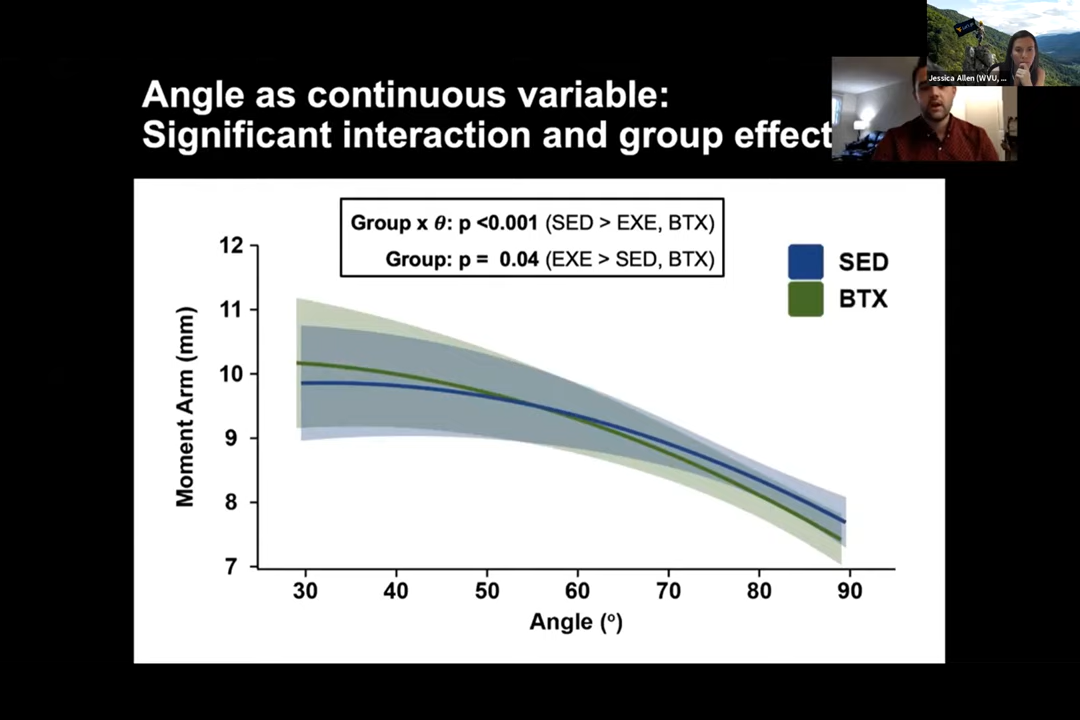 Jessica Allen (WVU, ...
Angle as continuous variable:
Significant interaction and group effect
Group x θ: p <0.001 (SED > EXE, BTX)
Group: p = 0.04 (EXE > SED, BTX)
SED
BTX
12
11
10
9
8
7
Moment Arm (mm)
30 40 50 60 70 80 90
Angle (º)